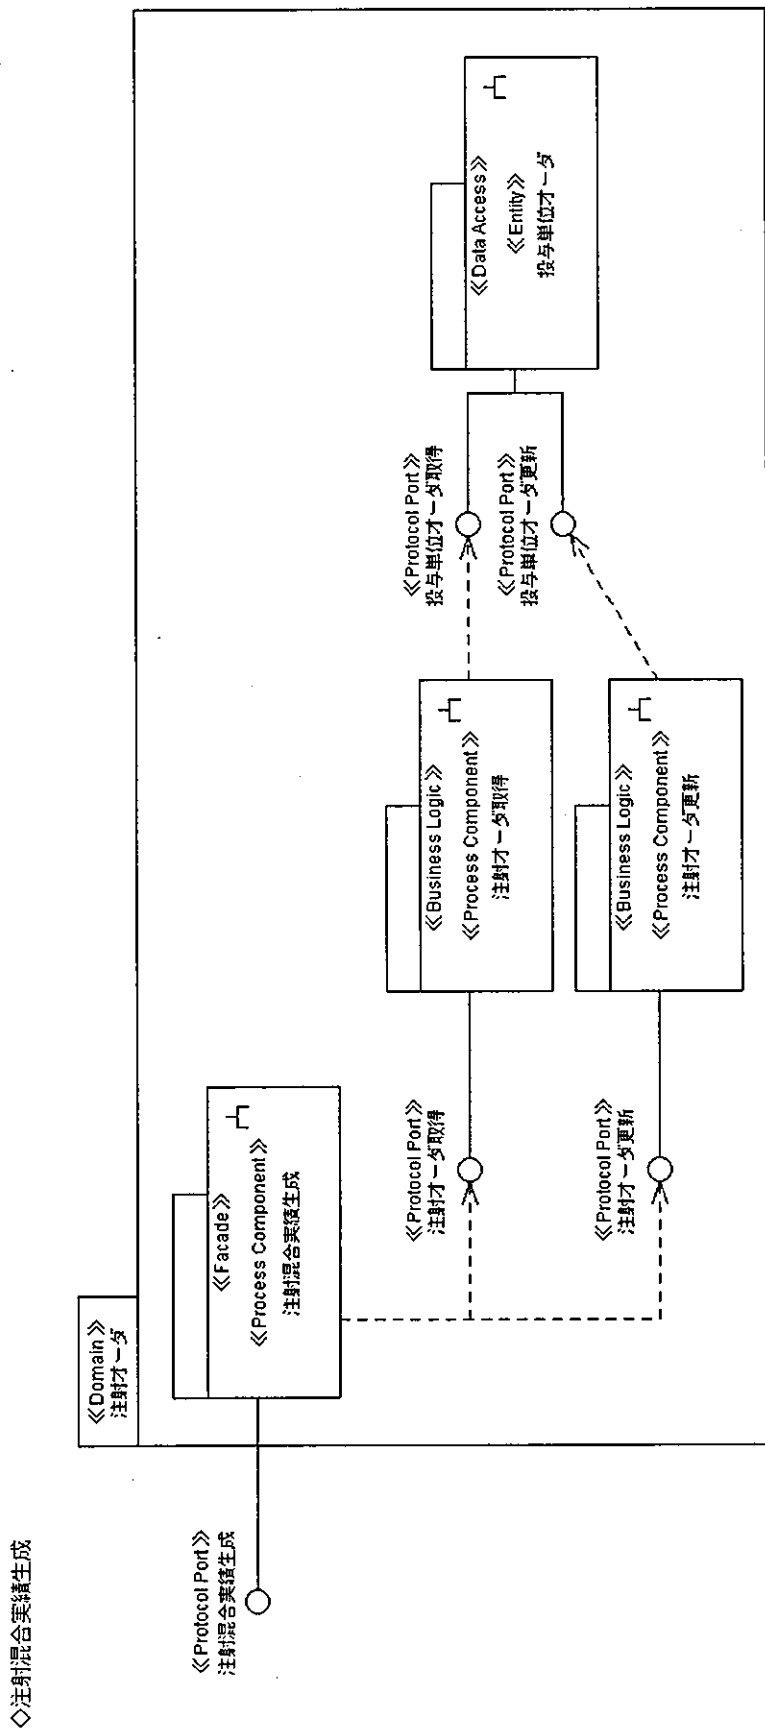 ◇注射混合実績生成
≪Domain≫
注射オーダ
≪Protocol Port≫
注射混合実績生成
≪Facade≫
≪Process Component≫
注射混合実績生成
≪Protocol Port≫
注射オーダ取得
≪Business Logic≫
≪Process Component≫
注射オーダ取得
≪Protocol Port≫
投与単位オーダ取得
≪Protocol Port≫
投与単位オーダ更新
≪Data Access≫
≪Entity≫
投与単位オーダ
≪Protocol Port≫
注射オーダ更新
≪Business Logic≫
≪Process Component≫
注射オーダ更新